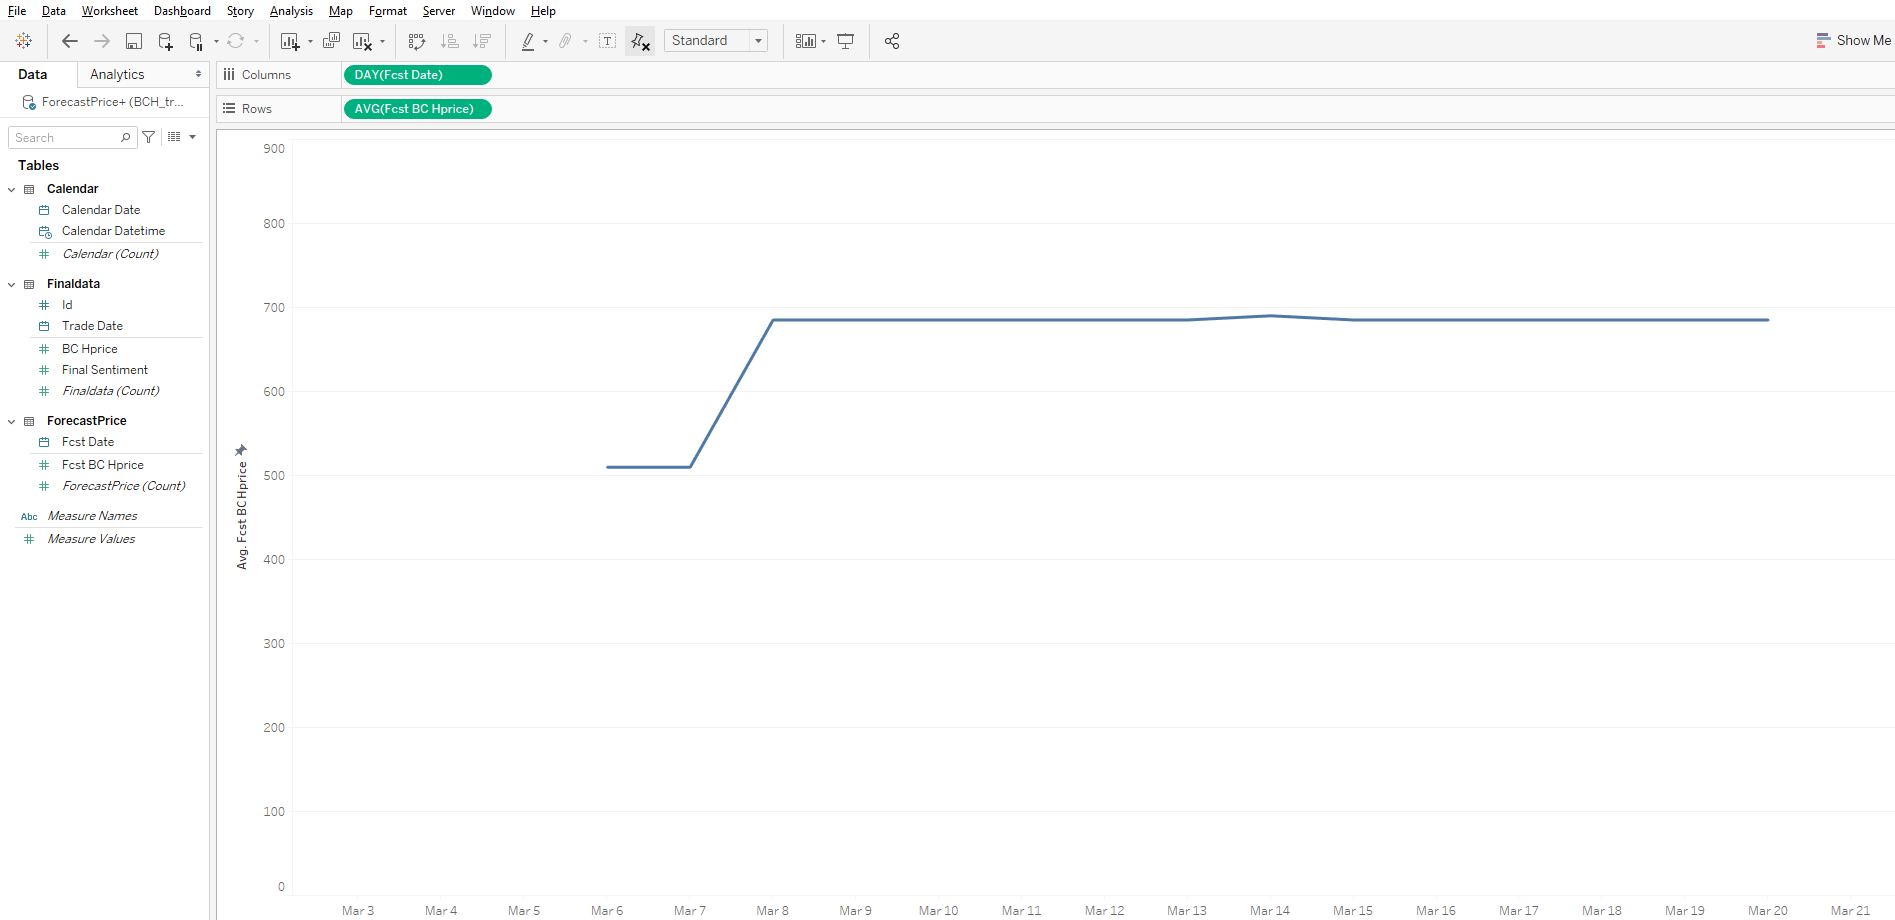 File Data Worksheet Dashboard Story Analysis Map Format Server Window Help
Standard
Show Me
Data Analytics
Columns DAY(Fcst Date)
ForecastPrice+ (BCH_tr...
Rows AVG(Fcst BC Hprice)
Search
Tables
Calendar
Calendar Date
Calendar Datetime
Calendar (Count)
Finaldata
Id
Trade Date
BC Hprice
Final Sentiment
Finaldata (Count)
ForecastPrice
Fcst Date
Fcst BC Hprice
ForecastPrice (Count)
Abc Measure Names
Measure Values
Avg. Fcst BC Hprice
900
800
700
600
500
400
300
200
100
0
Mar 3 Mar 4 Mar 5 Mar 6 Mar 7 Mar 8 Mar 9 Mar 10 Mar 11 Mar 12 Mar 13 Mar 14 Mar 15 Mar 16 Mar 17 Mar 18 Mar 19 Mar 20 Mar 21